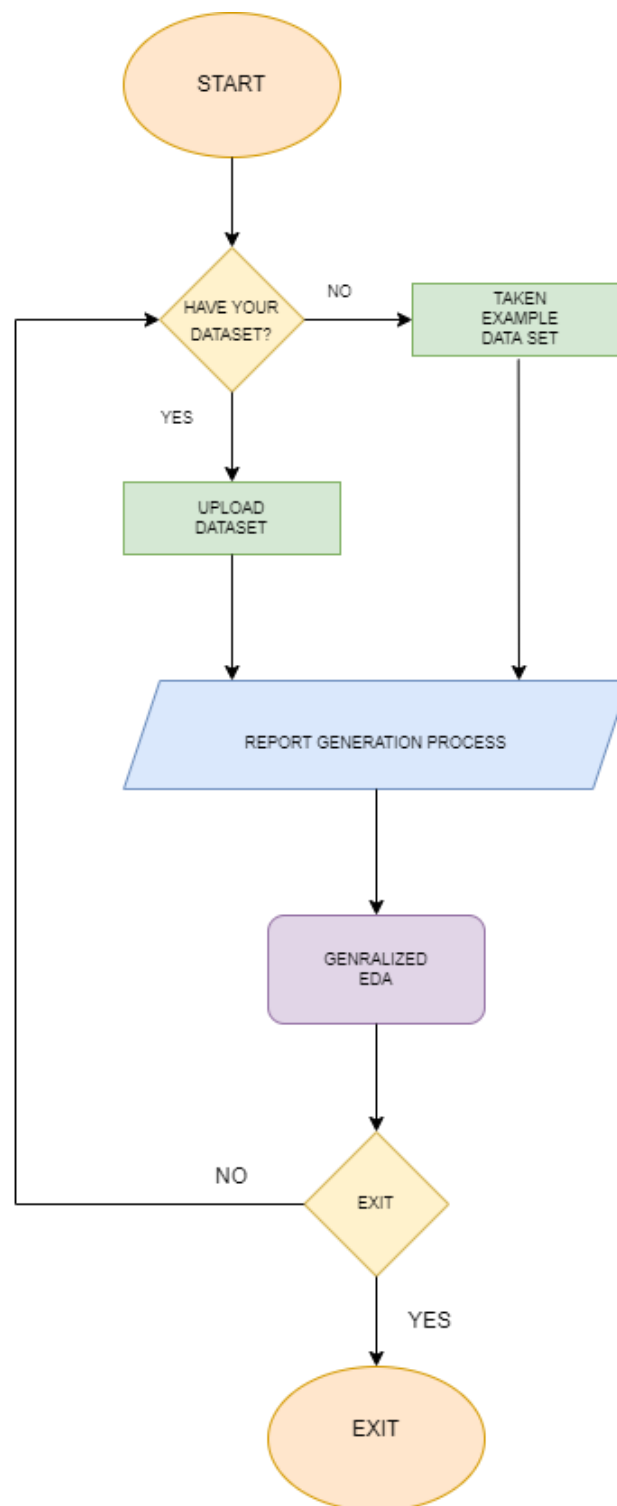 START
HAVE YOUR
DATASET?
NO
TAKEN
EXAMPLE
DATA SET
YES
UPLOAD
DATASET
REPORT GENERATION PROCESS
GENRALIZED
EDA
NO
EXIT
YES
EXIT